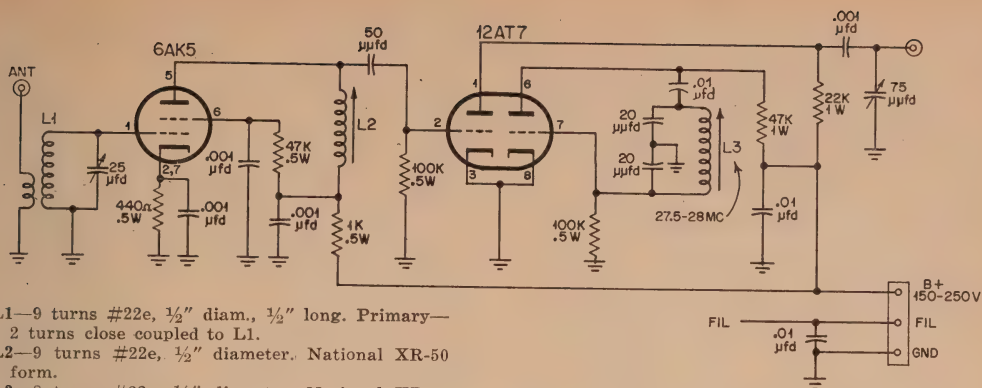 6AK5
12AT7
50
µµfd
.001
µfd
ANT
L1
5
1
6
2,7
25
µfd
440Ω
.5W
.001
µfd
.001
µfd
47K
.5W
.001
µfd
L2
1K
.5W
2
100K
.5W
1
6
7
3
8
100K
.5W
.01
µfd
20
µµfd
20
µµfd
L3
27.5-28MC
47K
1W
22K
1W
75
µµfd
.01
µfd
B+
150-250V
FIL
FIL
.01
µfd
GND
L1—9 turns #22e, ½" diam., ½" long. Primary—
2 turns close coupled to L1.
L2—9 turns #22e, ½" diameter. National XR-50
form.